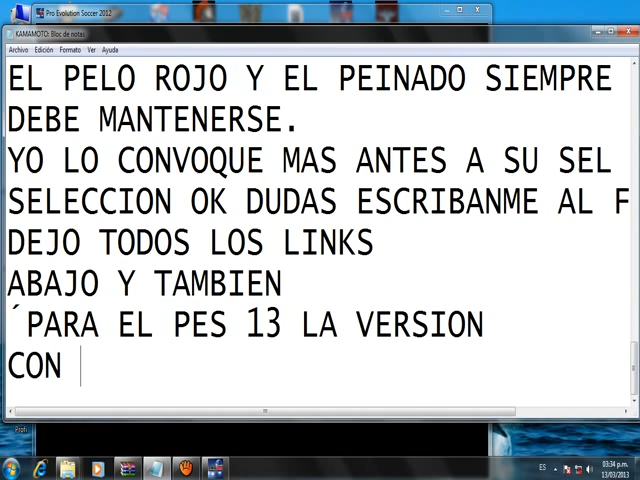 Pro Evolution Soccer 2012
KAMAMOTO: Bloc de notas
Archivo Edición Formato Ver Ayuda
EL PELO ROJO Y EL PEINADO SIEMPRE
DEBE MANTENERSE.
YO LO CONVOQUE MAS ANTES A SU SEL
SELECCION OK DUDAS ESCRIBANME AL F
DEJO TODOS LOS LINKS
ABAJO Y TAMBIEN
´PARA EL PES 13 LA VERSION
CON
Profi
ES
03:34 p.m.
13/03/2013